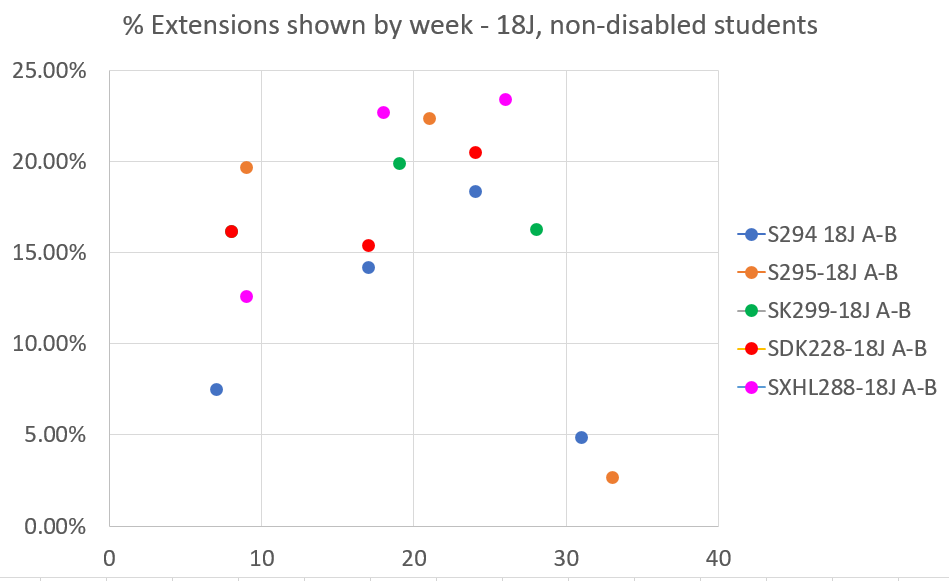 % Extensions shown by week - 18J, non-disabled students
25.00%
20.00%
15.00%
10.00%
5.00%
0.00%
0 10 20 30 40
S294 18J A-B
S295-18J A-B
SK299-18J A-B
SDK228-18J A-B
SXHL288-18J A-B